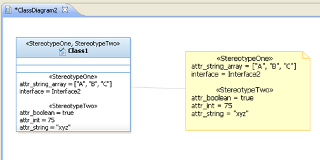 *ClassDiagram2
«StereotypeOne, StereotypeTwo»
Class1
«StereotypeOne»
attr_string_array = ["A", "B", "C"]
interface = Interface2
«StereotypeTwo»
attr_boolean = true
attr_int = 75
attr_string = "xyz"
«StereotypeOne»
attr_string_array = ["A", "B", "C"]
interface = Interface2
«StereotypeTwo»
attr_boolean = true
attr_int = 75
attr_string = "xyz"